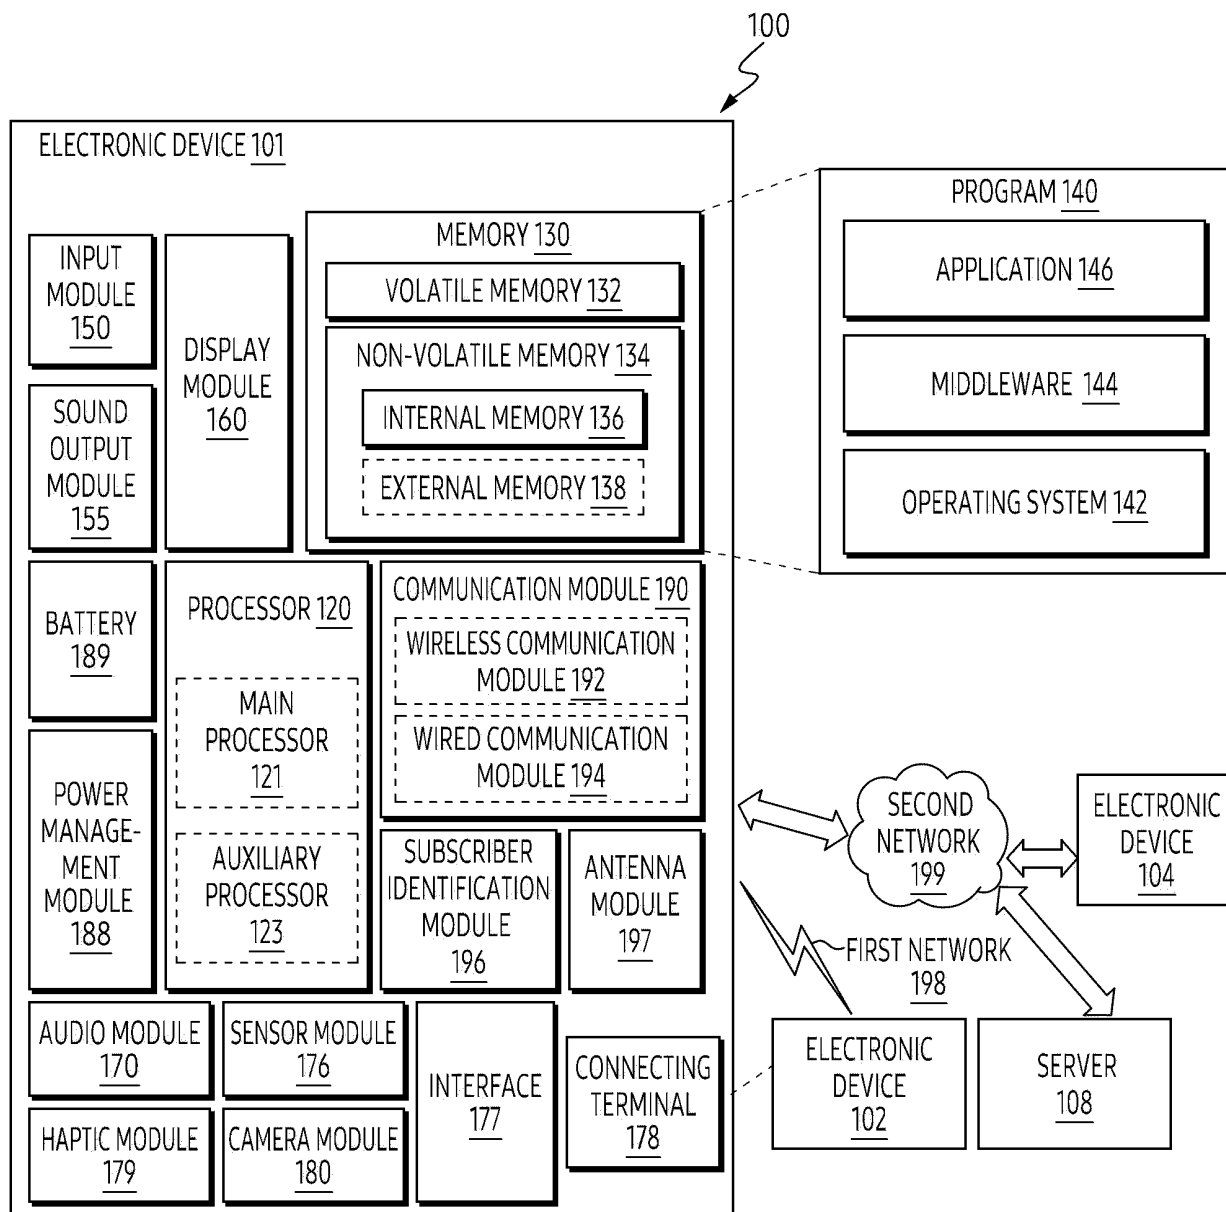 100
ELECTRONIC DEVICE 101
INPUT
MODULE
150
SOUND
OUTPUT
MODULE
155
DISPLAY
MODULE
160
MEMORY 130
VOLATILE MEMORY 132
NON-VOLATILE MEMORY 134
INTERNAL MEMORY 136
EXTERNAL MEMORY 138
PROGRAM 140
APPLICATION 146
MIDDLEWARE 144
OPERATING SYSTEM 142
BATTERY
189
POWER
MANAGE-
MENT
MODULE
188
PROCESSOR 120
MAIN
PROCESSOR
121
AUXILIARY
PROCESSOR
123
COMMUNICATION MODULE 190
WIRELESS COMMUNICATION
MODULE 192
WIRED COMMUNICATION
MODULE 194
SUBSCRIBER
IDENTIFICATION
MODULE
196
ANTENNA
MODULE
197
SECOND
NETWORK
199
ELECTRONIC
DEVICE
104
FIRST NETWORK
198
AUDIO MODULE
170
SENSOR MODULE
176
HAPTIC MODULE
179
CAMERA MODULE
180
INTERFACE
177
CONNECTING
TERMINAL
178
ELECTRONIC
DEVICE
102
SERVER
108